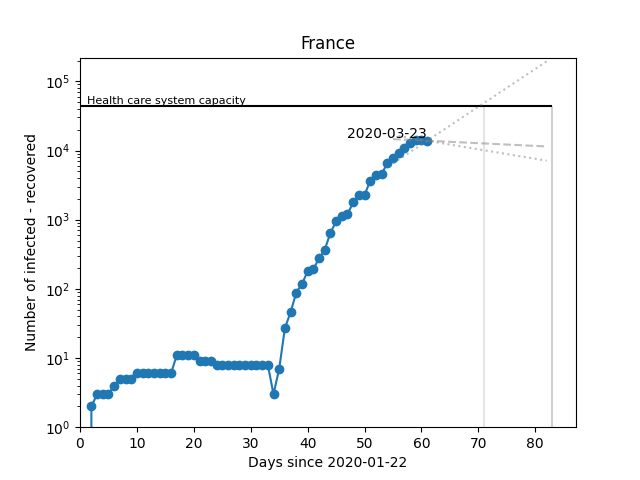 France
Number of infected - recovered
10^5
10^4
10^3
10^2
10^1
10^0
Health care system capacity
2020-03-23
0 10 20 30 40 50 60 70 80
Days since 2020-01-22